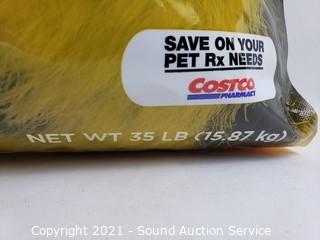 SAVE ON YOUR
PET Rx NEEDS
COSTCO
PHARMACY
NET WT 35 LB (15.87 kg)
Copyright 2021 - Sound Auction Service